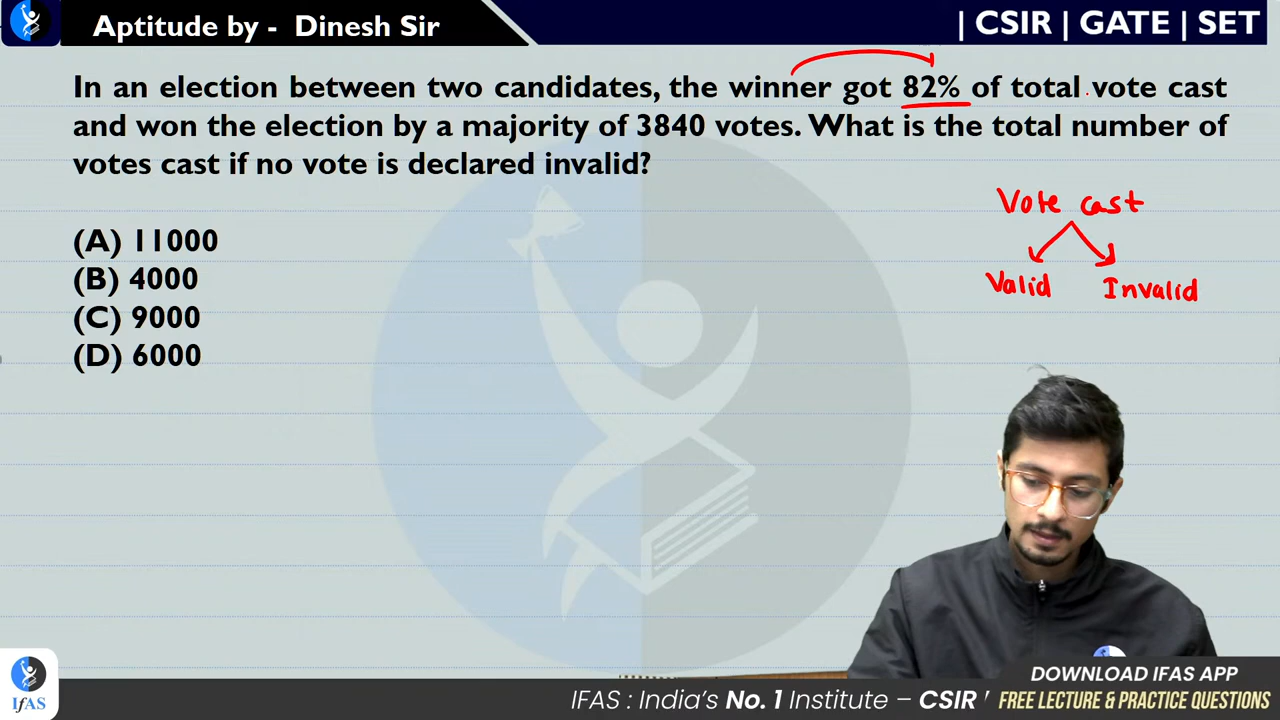 Aptitude by - Dinesh Sir
| CSIR | GATE | SET
In an election between two candidates, the winner got 82% of total vote cast
and won the election by a majority of 3840 votes. What is the total number of
votes cast if no vote is declared invalid?
Vote cast
Valid Invalid
(A) 11000
(B) 4000
(C) 9000
(D) 6000
IFAS
DOWNLOAD IFAS APP
IFAS : India's No. 1 Institute – CSIR
FREE LECTURE & PRACTICE QUESTIONS